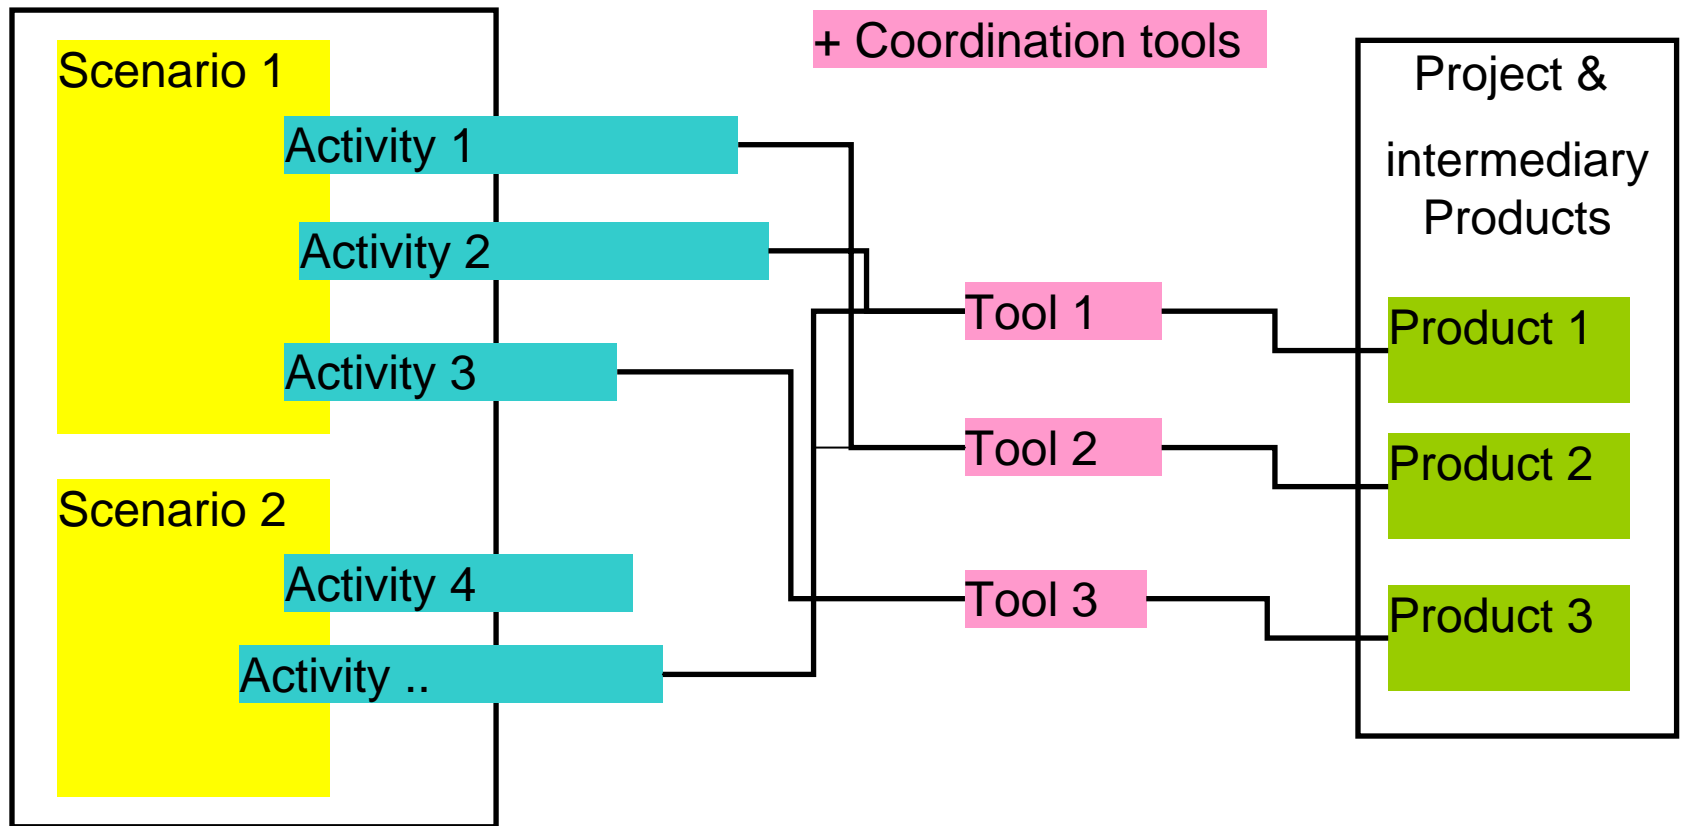 Scenario 1
Activity 1
Activity 2
Activity 3
Scenario 2
Activity 4
Activity ..
+ Coordination tools
Tool 1
Tool 2
Tool 3
Project &
intermediary
Products
Product 1
Product 2
Product 3